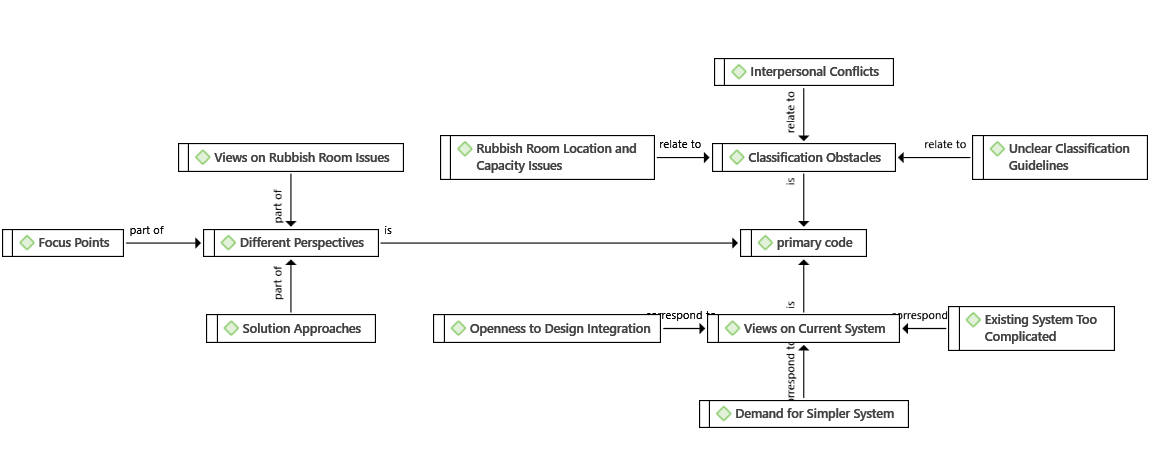 Interpersonal Conflicts
relate to
Rubbish Room Location and
Capacity Issues
relate to
Classification Obstacles
relate to
Unclear Classification
Guidelines
Views on Rubbish Room Issues
part of
is
Focus Points
part of
Different Perspectives
is
primary code
part of
is
Solution Approaches
Openness to Design Integration
correspond to
Views on Current System
correspond
Existing System Too
Complicated
correspond to
Demand for Simpler System